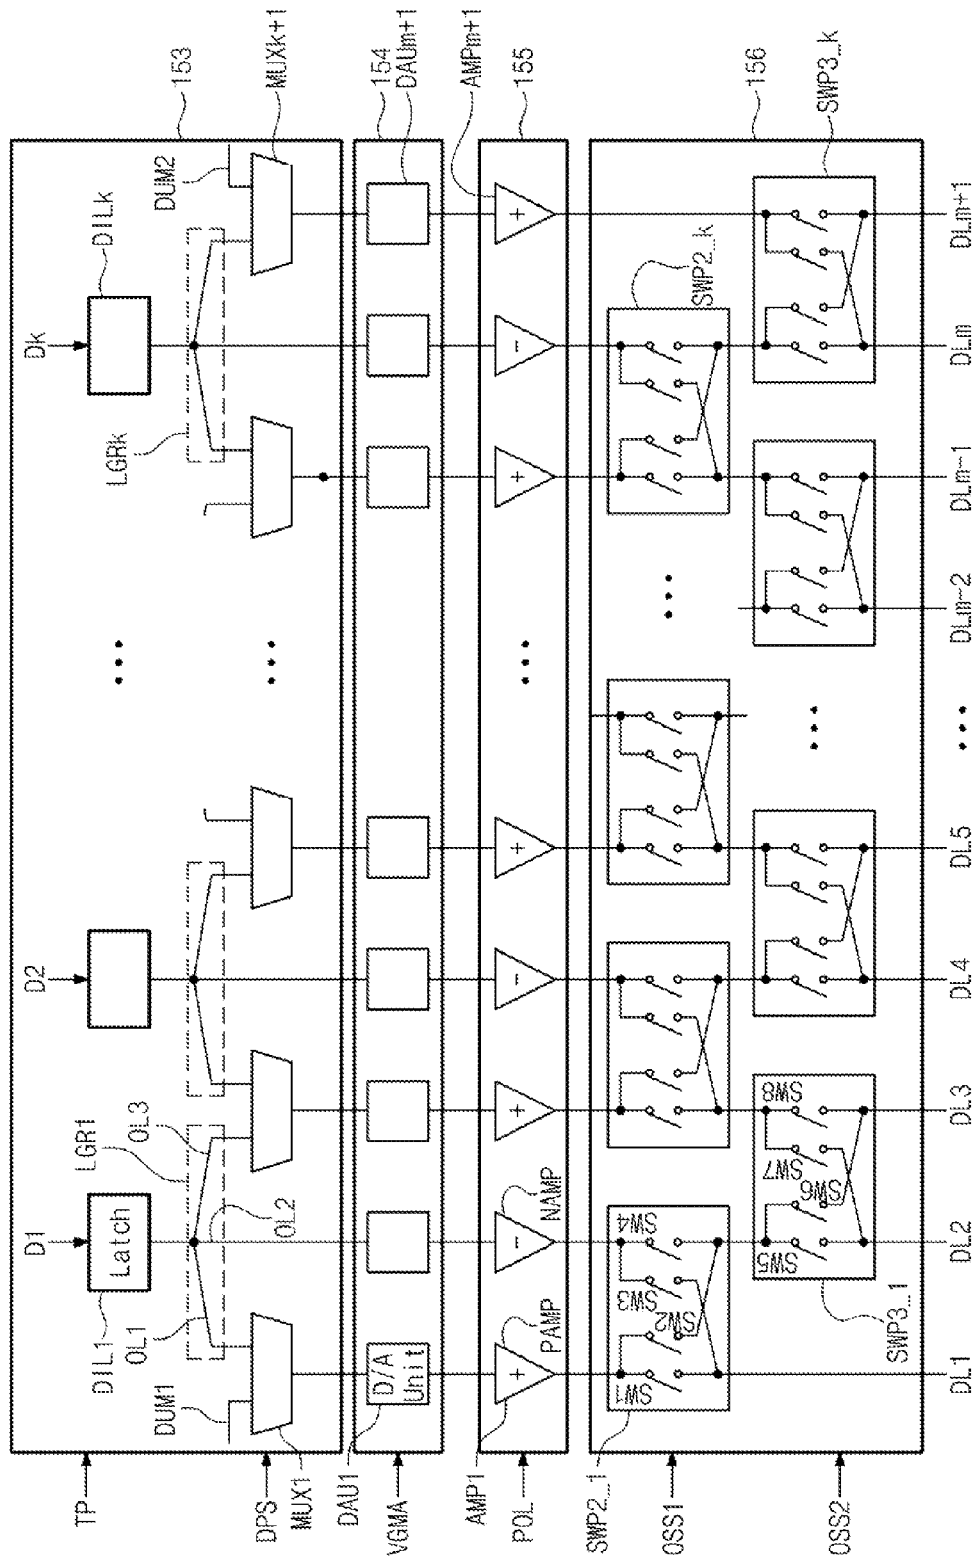 153
MUXk+1
154
DAUm+1
AMPm+1
155
156
SWP3_k
DUM2
DILk
Dk
LGRk
SWP2_k
+
-
+
DLm+1
DLm
DLm-1
DLm-2
D2
+
-
+
DL5
DL4
DL3
OL3
LGR1
OL2
D1
Latch
DIL1
OL1
DUM1
D/A
Unit
NAMP
-
PAMP
+
SW1
SW2
SW3
SW4
SW5
SW6
SW7
SW8
SWP3_1
DL2
DL1
TP
DPS
MUX1
DAU1
VGMA
AMP1
POL
SWP2_1
OSS1
OSS2